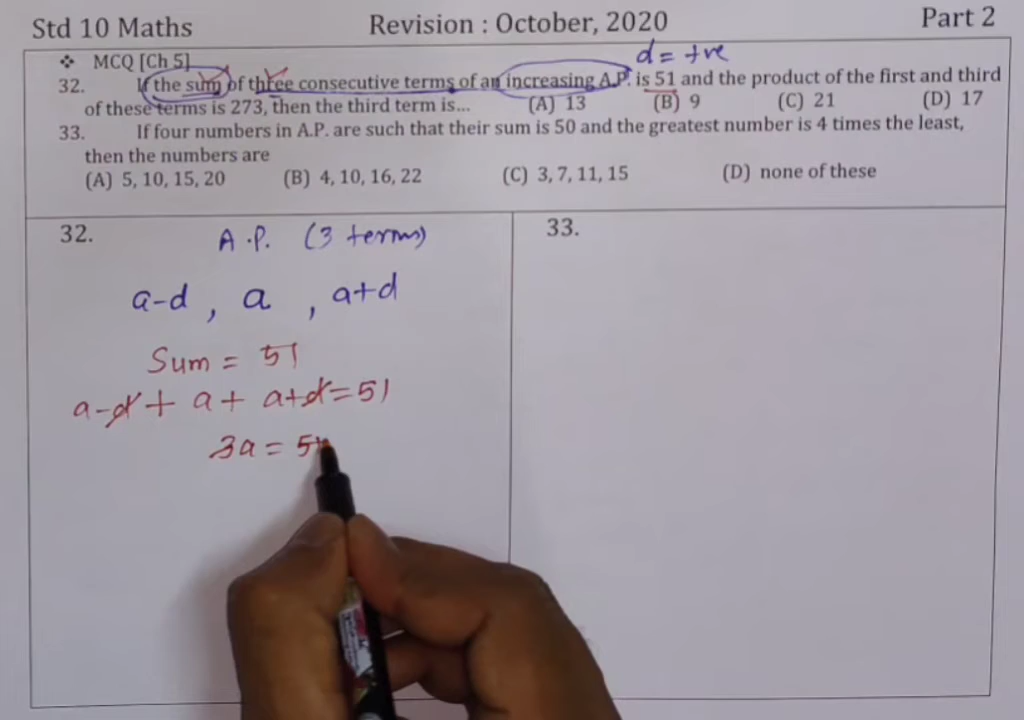 Std 10 Maths Revision : October, 2020 Part 2
❖ MCQ [Ch 5] d = +ve
32. If the sum of three consecutive terms of an increasing A.P. is 51 and the product of the first and third
of these terms is 273, then the third term is... (A) 13 (B) 9 (C) 21 (D) 17
33. If four numbers in A.P. are such that their sum is 50 and the greatest number is 4 times the least,
then the numbers are
(A) 5, 10, 15, 20 (B) 4, 10, 16, 22 (C) 3, 7, 11, 15 (D) none of these
32. A.P. (3 terms) 33.
a-d , a , a+d
Sum = 51
a-d + a + a+d = 51
3a = 5